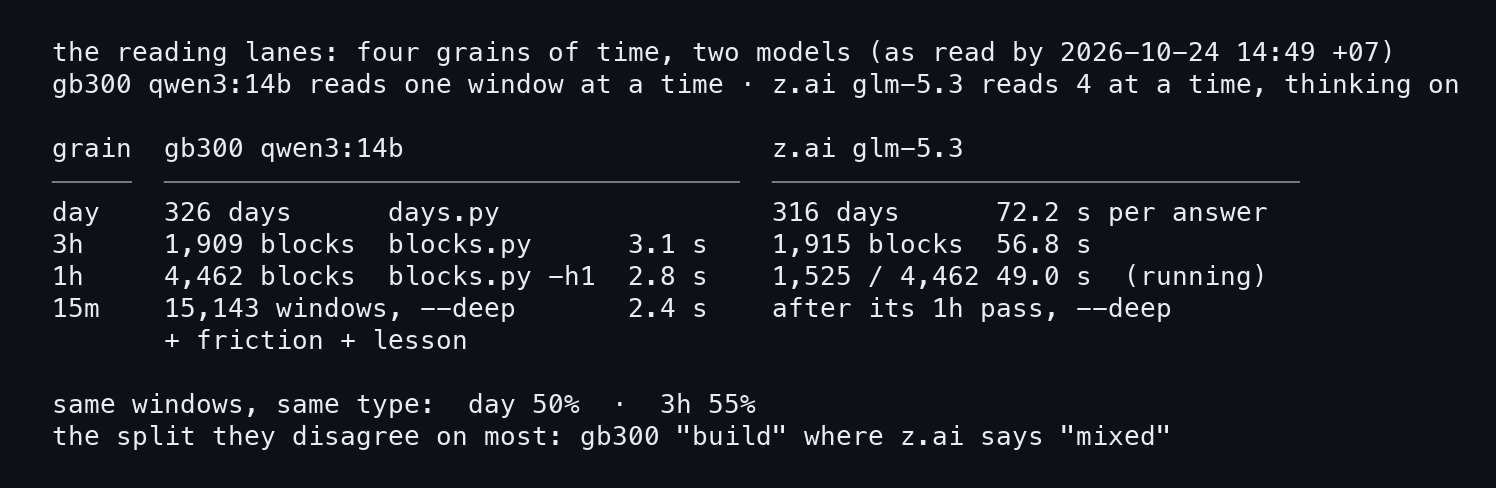 the reading lanes: four grains of time, two models (as read by 2026−10−24 14:49 +07)
gb300 qwen3:14b reads one window at a time · z.ai glm−5.3 reads 4 at a time, thinking on
grain gb300 qwen3:14b z.ai glm−5.3
day 326 days days.py 316 days 72.2 s per answer
3h 1,909 blocks blocks.py 3.1 s 1,915 blocks 56.8 s
1h 4,462 blocks blocks.py −h1 2.8 s 1,525 / 4,462 49.0 s (running)
15m 15,143 windows, −−deep 2.4 s after its 1h pass, −−deep
+ friction + lesson
same windows, same type: day 50% · 3h 55%
the split they disagree on most: gb300 "build" where z.ai says "mixed"